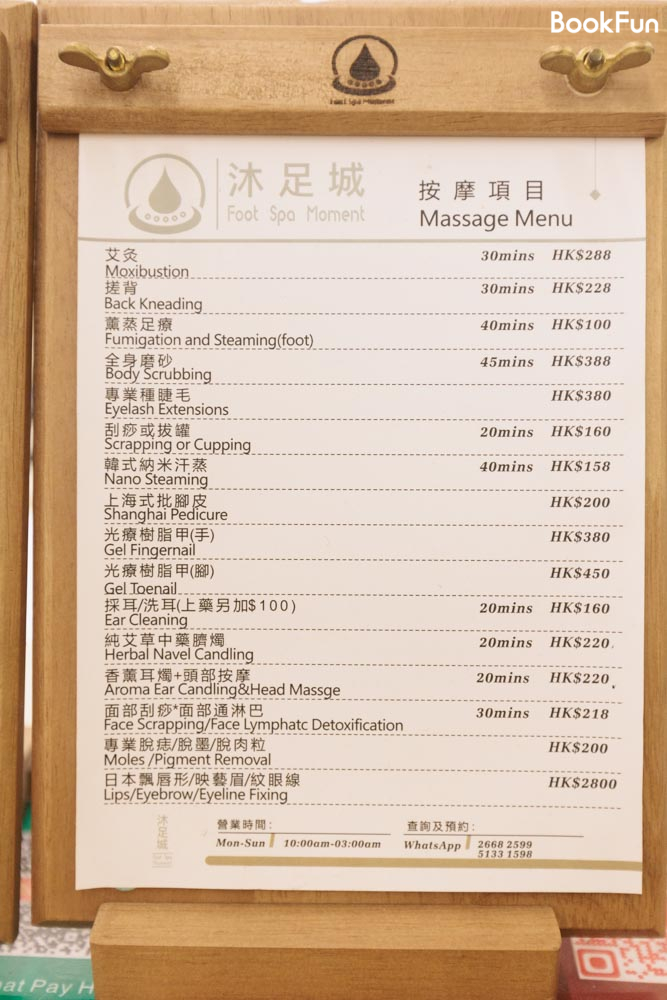 BookFun
Foot Spa Moment
沐足城
Foot Spa Moment
按摩項目
Massage Menu
艾灸 30mins HK$288
Moxibustion
搓背 30mins HK$228
Back Kneading
薰蒸足療 40mins HK$100
Fumigation and Steaming(foot)
全身磨砂 45mins HK$388
Body Scrubbing
專業種睫毛 HK$380
Eyelash Extensions
刮痧或拔罐 20mins HK$160
Scrapping or Cupping
韓式納米汗蒸 40mins HK$158
Nano Steaming
上海式批腳皮 HK$200
Shanghai Pedicure
光療樹脂甲(手) HK$380
Gel Fingernail
光療樹脂甲(腳) HK$450
Gel Toenail
採耳/洗耳(上藥另加$100) 20mins HK$160
Ear Cleaning
純艾草中藥臍燭 20mins HK$220
Herbal Navel Candling
香薰耳燭+頭部按摩 20mins HK$220
Aroma Ear Candling&Head Massge
面部刮痧*面部通淋巴 30mins HK$218
Face Scrapping/Face Lymphatc Detoxification
專業脫痣/脫墨/脫肉粒 HK$200
Moles /Pigment Removal
日本飄唇形/映藝眉/紋眼線 HK$2800
Lips/Eyebrow/Eyeline Fixing
沐足城
Foot Spa
Moment
營業時間:
Mon-Sun 10:00am-03:00am
查詢及預約:
WhatsApp 2668 2599
5133 1598
at Pay H